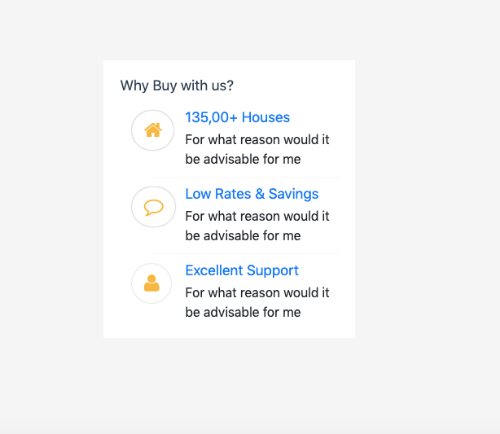 Why Buy with us?
135,00+ Houses
For what reason would it
be advisable for me
Low Rates & Savings
For what reason would it
be advisable for me
Excellent Support
For what reason would it
be advisable for me